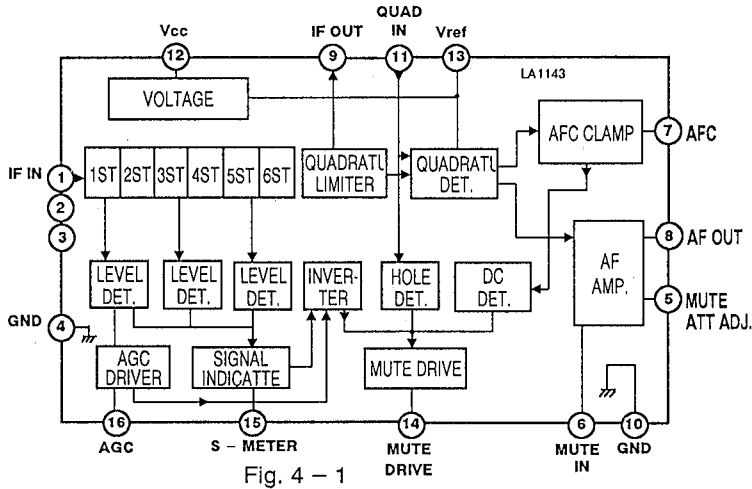 QUAD
Vcc
IF OUT
IN
Vref
12
9
11
13
LA1143
VOLTAGE
AFC CLAMP
7
AFC
IF IN
1
1ST
2ST
3ST
4ST
5ST
6ST
QUADRATU
LIMITER
QUADRATU
DET.
2
3
8
AF OUT
AF
AMP.
LEVEL
DET.
LEVEL
DET.
LEVEL
DET.
INVER-
TER
HOLE
DET.
DC
DET.
5
MUTE
ATT ADJ.
GND
4
AGC
DRIVER
SIGNAL
INDICATTE
MUTE DRIVE
16
15
14
6
10
AGC
S - METER
MUTE
DRIVE
MUTE
IN
GND
Fig. 4 - 1